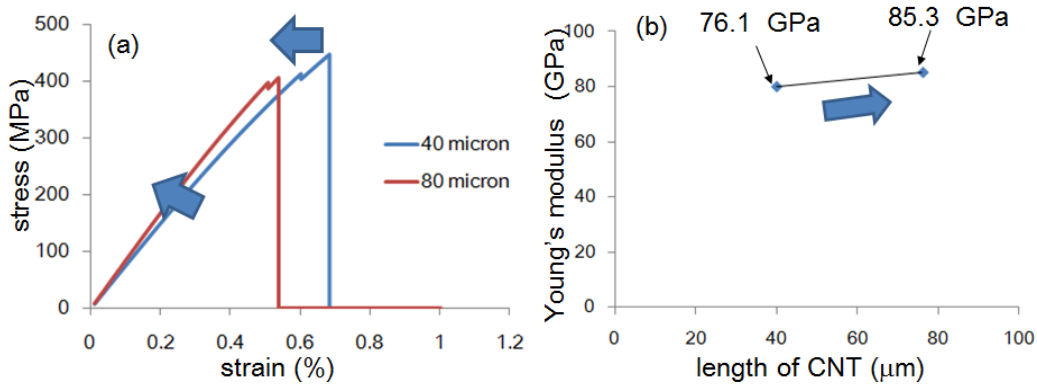 (a)
500
400
300
200
100
0
stress (MPa)
0 0.2 0.4 0.6 0.8 1 1.2
strain (%)
40 micron
80 micron
(b)
76.1 GPa
85.3 GPa
100
80
60
40
20
0
Young's modulus (GPa)
0 20 40 60 80 100
length of CNT (μm)